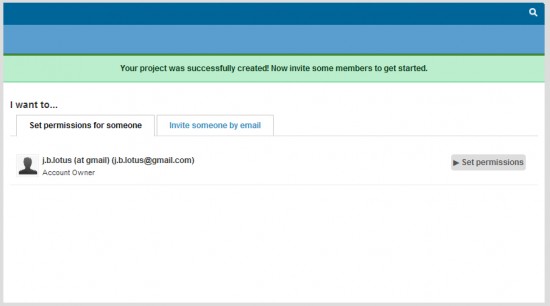 Your project was successfully created! Now invite some members to get started.
I want to...
Set permissions for someone
Invite someone by email
j.b.lotus (at gmail) (j.b.lotus@gmail.com)
Account Owner
▶ Set permissions